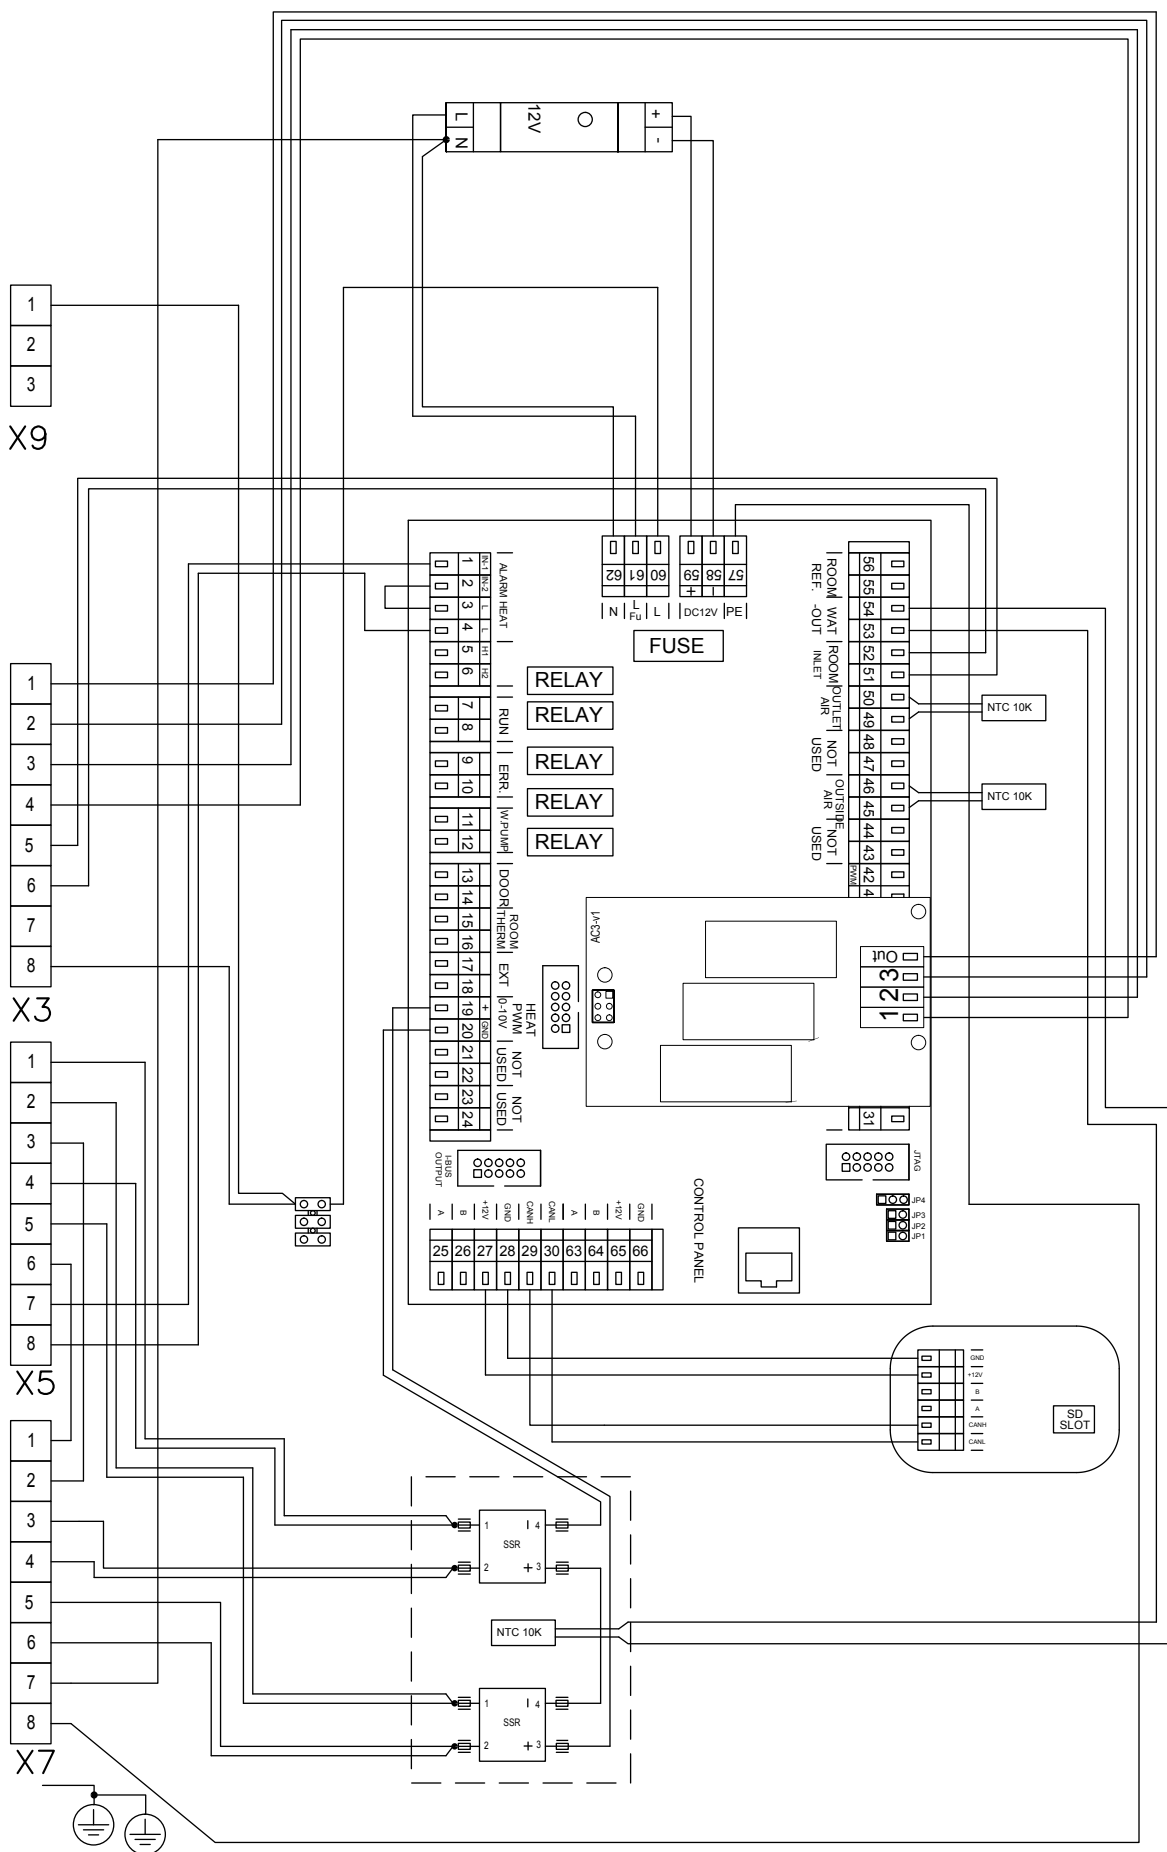 L
N
12V
+
-
1
2
3
X9
1
2
3
4
5
6
7
8
X3
1
2
3
4
5
6
7
8
X5
1
2
3
4
5
6
7
8
X7
62
61
60
59
58
57
+
–
N
L
Fu
L
DC12V
PE
FUSE
RELAY
RELAY
RELAY
RELAY
RELAY
1 IN-1
2 IN-2
3 L
4 L
5 H1
6 H2
7
8
9
10
11
12
13
14
15
16
17
18
19 +
20 GND
21
22
23
24
ALARM HEAT
RUN
ERR.
W.PUMP
DOOR
ROOM
THERM
EXT
HEAT
PWM
0-10V
NOT
USED
NOT
USED
56
55
54
53
52
51
50
49
48
47
46
45
44
43
42
4
31
ROOM
REF.
WAT
-OUT
ROOM
INLET
OUTLET
AIR
NOT
USED
OUTSIDE
AIR
NOT
USED
PWM
NTC 10K
NTC 10K
AC3-v1
Out
3
2
1
I-BUS
OUTPUT
JTAG
JP4
JP3
JP2
JP1
CONTROL PANEL
A
B
+12V
GND
CANH
CANL
A
B
+12V
GND
25
26
27
28
29
30
63
64
65
66
GND
+12V
B
A
CANH
CANL
SD
SLOT
1
4
SSR
2
+ 3
NTC 10K
1
4
SSR
2
+ 3